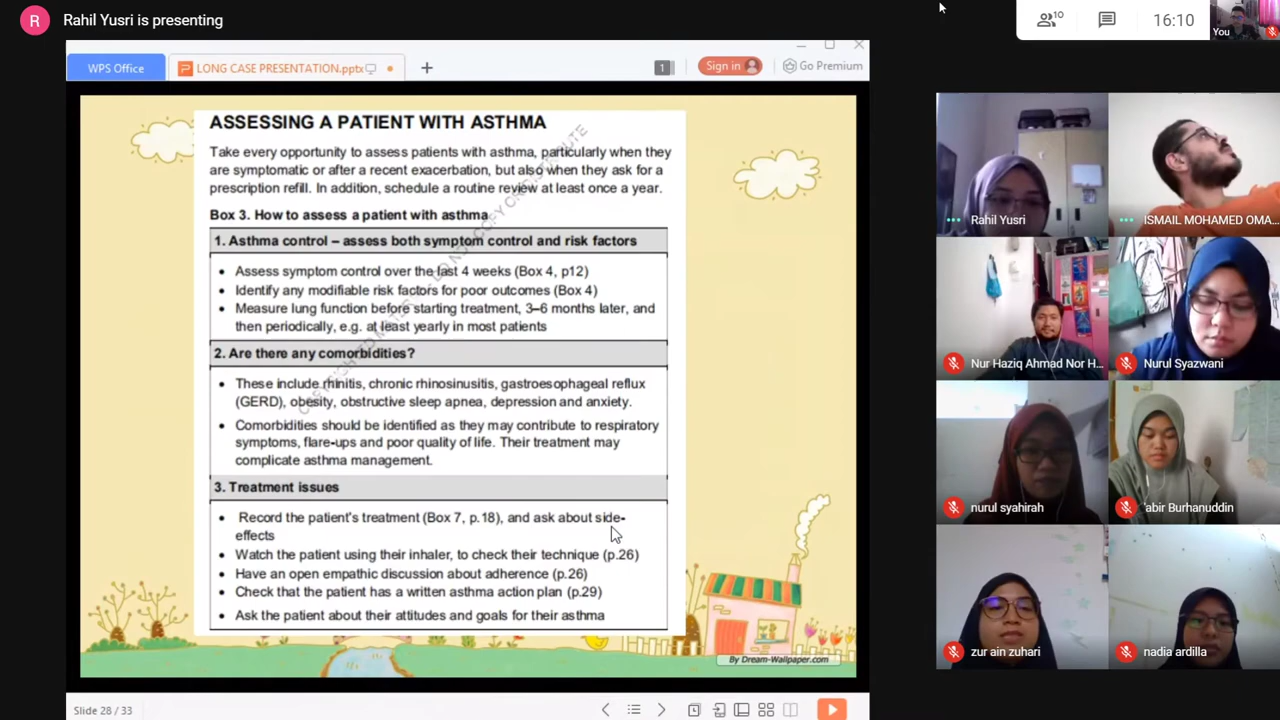 R Rahil Yusri is presenting
10
16:10
You
WPS Office
LONG CASE PRESENTATION.pptx
1
Sign in
Go Premium
ASSESSING A PATIENT WITH ASTHMA
Take every opportunity to assess patients with asthma, particularly when they
are symptomatic or after a recent exacerbation, but also when they ask for a
prescription refill. In addition, schedule a routine review at least once a year.
Box 3. How to assess a patient with asthma
1. Asthma control – assess both symptom control and risk factors
• Assess symptom control over the last 4 weeks (Box 4, p12)
• Identify any modifiable risk factors for poor outcomes (Box 4)
• Measure lung function before starting treatment, 3–6 months later, and
then periodically, e.g. at least yearly in most patients
2. Are there any comorbidities?
• These include rhinitis, chronic rhinosinusitis, gastroesophageal reflux
(GERD), obesity, obstructive sleep apnea, depression and anxiety.
• Comorbidities should be identified as they may contribute to respiratory
symptoms, flare-ups and poor quality of life. Their treatment may
complicate asthma management.
3. Treatment issues
• Record the patient's treatment (Box 7, p.18), and ask about side-
effects
• Watch the patient using their inhaler, to check their technique (p.26)
• Have an open empathic discussion about adherence (p.26)
• Check that the patient has a written asthma action plan (p.29)
• Ask the patient about their attitudes and goals for their asthma
By Dream-Wallpaper.com
Slide 28 / 33
Rahil Yusri
ISMAIL MOHAMED OMA...
Nur Haziq Ahmad Nor H...
Nurul Syazwani
nurul syahirah
'abir Burhanuddin
zur ain zuhari
nadia ardilla